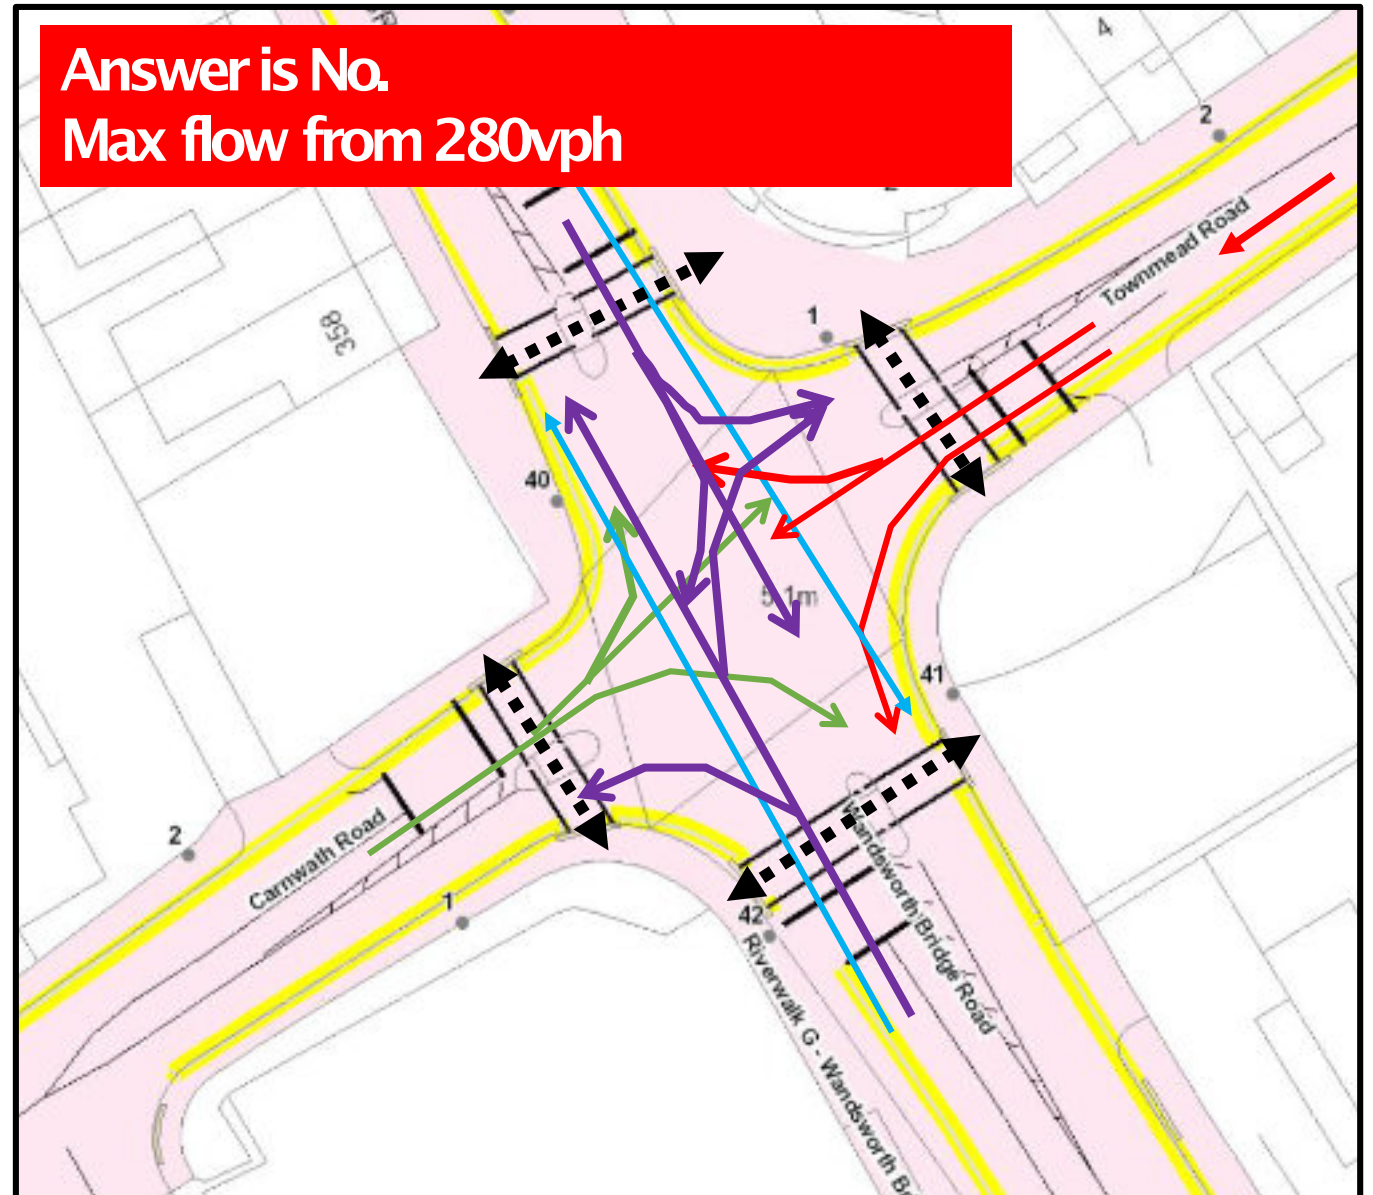 Answer is No.
Max flow from 280vph
4
2
Townmead Road
358
1
40
5.1m
41
2
Carnwath Road
1
42
Wandsworth Bridge Road
Riverwalk G - Wandsworth B